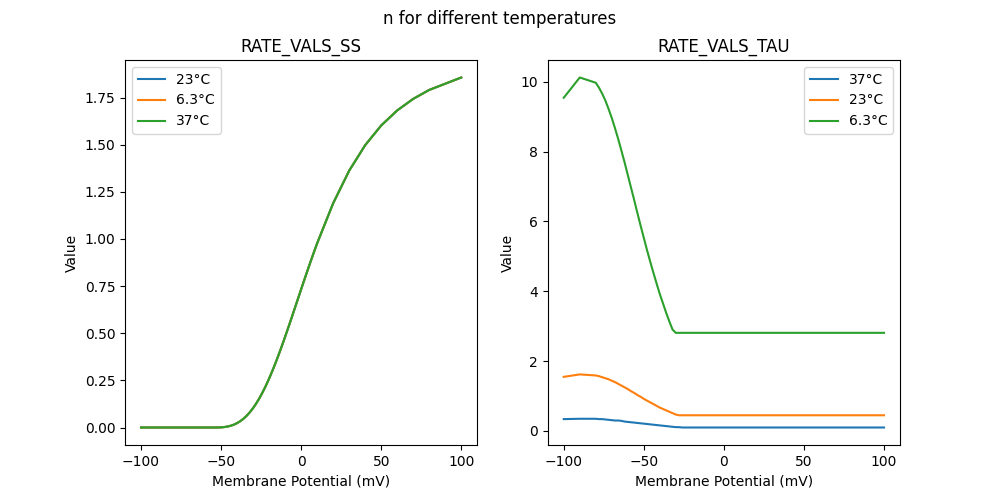 n for different temperatures
RATE_VALS_SS
Value
1.75
1.50
1.25
1.00
0.75
0.50
0.25
0.00
23°C
6.3°C
37°C
−100
−50
0
50
100
Membrane Potential (mV)
RATE_VALS_TAU
Value
10
8
6
4
2
0
37°C
23°C
6.3°C
−100
−50
0
50
100
Membrane Potential (mV)